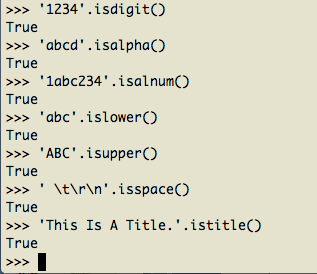 >>> '1234'.isdigit()
True
>>> 'abcd'.isalpha()
True
>>> '1abc234'.isalnum()
True
>>> 'abc'.islower()
True
>>> 'ABC'.isupper()
True
>>> ' \t\r\n'.isspace()
True
>>> 'This Is A Title.'.istitle()
True
>>>